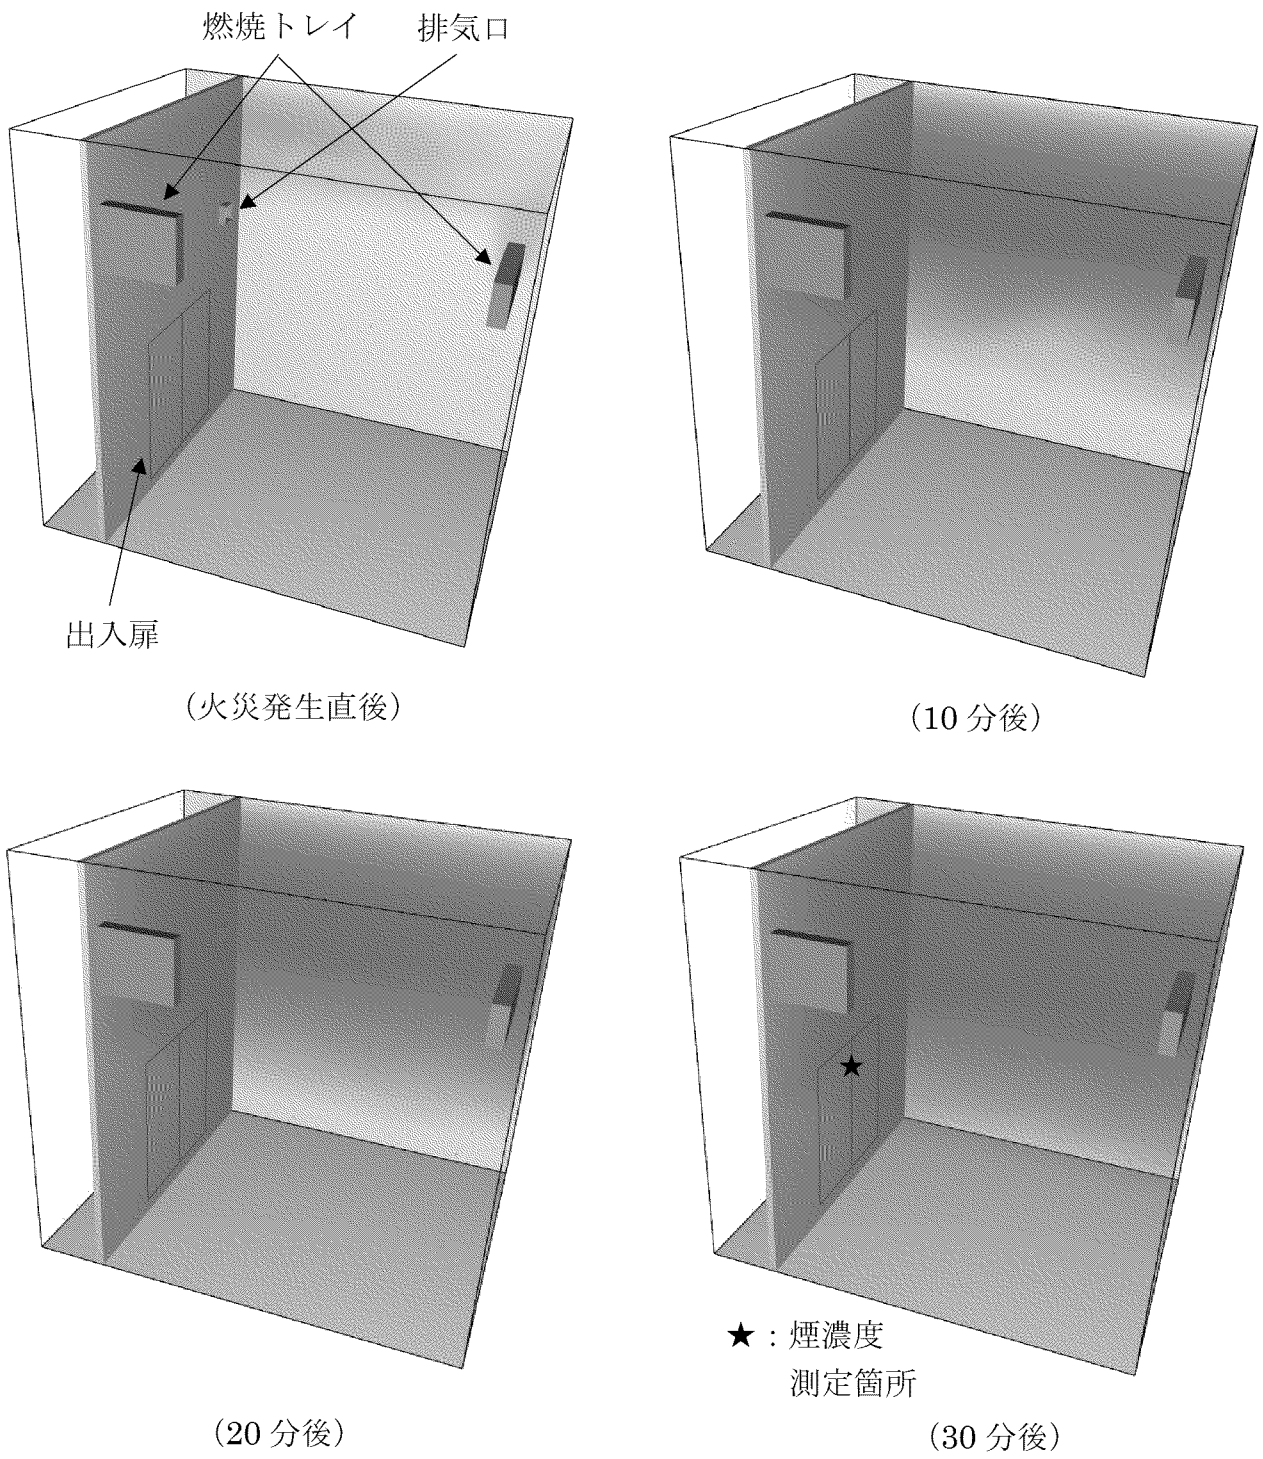 燃焼トレイ 排気口
出入扉
（火災発生直後）
（10 分後）
★：煙濃度
測定箇所
（20 分後）
（30 分後）